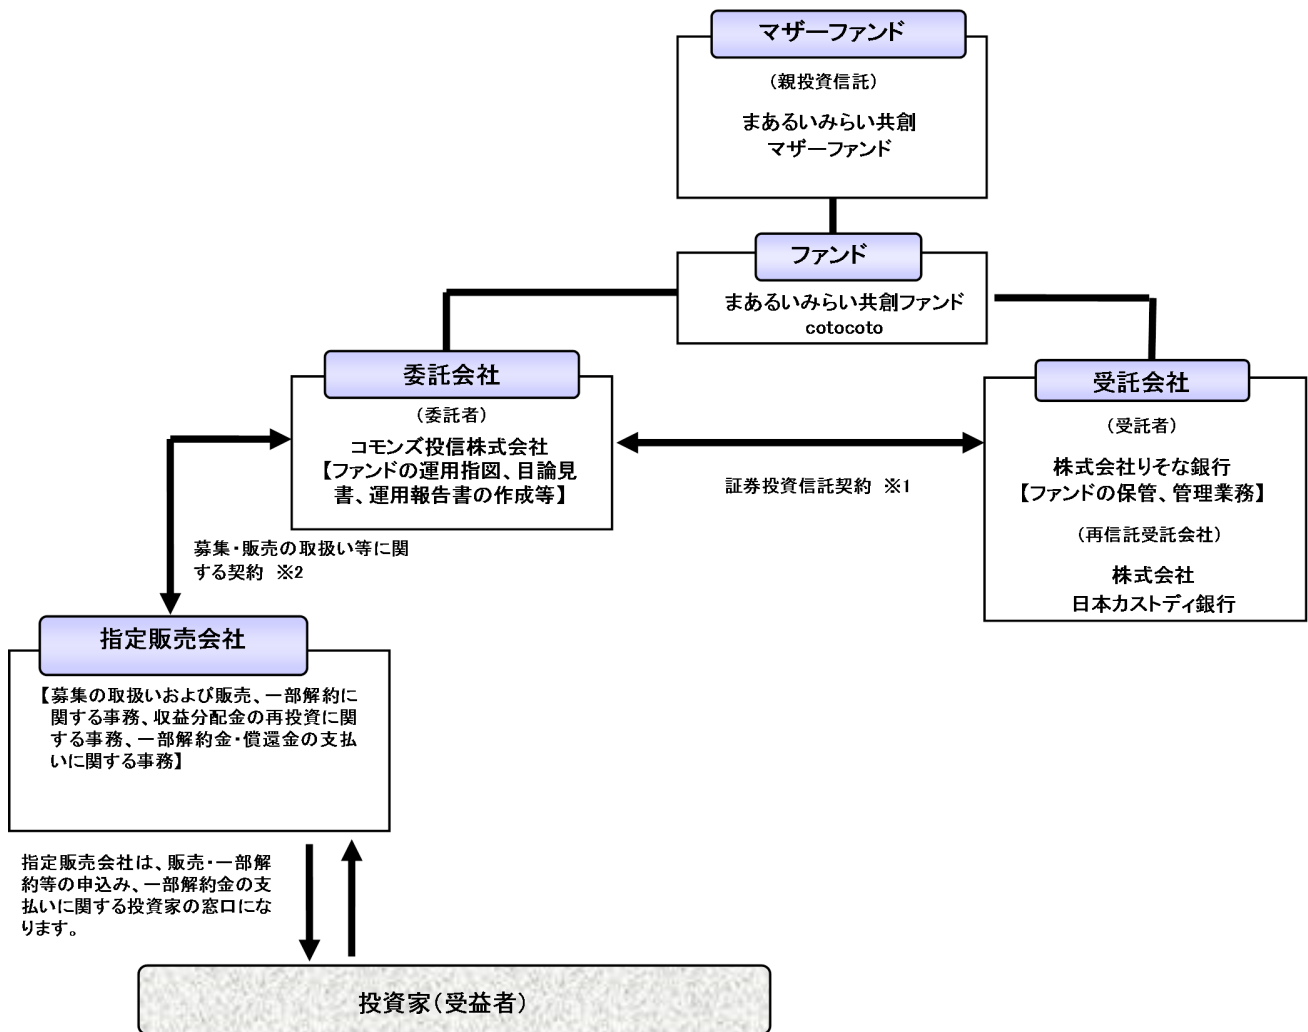 マザーファンド
（親投資信託）
まあるいみらい共創
マザーファンド
ファンド
まあるいみらい共創ファンド
cotocoto
委託会社
（委託者）
コモンズ投信株式会社
【ファンドの運用指図、目論見
書、運用報告書の作成等】
証券投資信託契約 ※1
受託会社
（受託者）
株式会社りそな銀行
【ファンドの保管、管理業務】
（再信託受託会社）
株式会社
日本カストディ銀行
募集・販売の取扱い等に関
する契約 ※2
指定販売会社
【募集の取扱いおよび販売、一部解約に
関する事務、収益分配金の再投資に関
する事務、一部解約金・償還金の支払
いに関する事務】
指定販売会社は、販売・一部解
約等の申込み、一部解約金の支
払いに関する投資家の窓口にな
ります。
投資家（受益者）